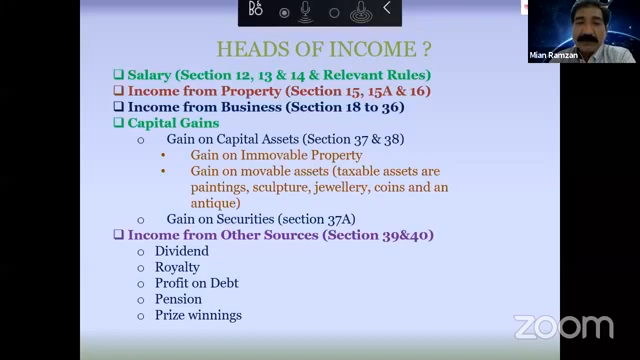 HEADS OF INCOME ?
Mian Ramzan
Salary (Section 12, 13 & 14 & Relevant Rules)
Income from Property (Section 15, 15A & 16)
Income from Business (Section 18 to 36)
Capital Gains
Gain on Capital Assets (Section 37 & 38)
Gain on Immovable Property
Gain on movable assets (taxable assets are
paintings, sculpture, jewellery, coins and an
antique)
Gain on Securities (section 37A)
Income from Other Sources (Section 39&40)
Dividend
Royalty
Profit on Debt
Pension
Prize winnings
zoom